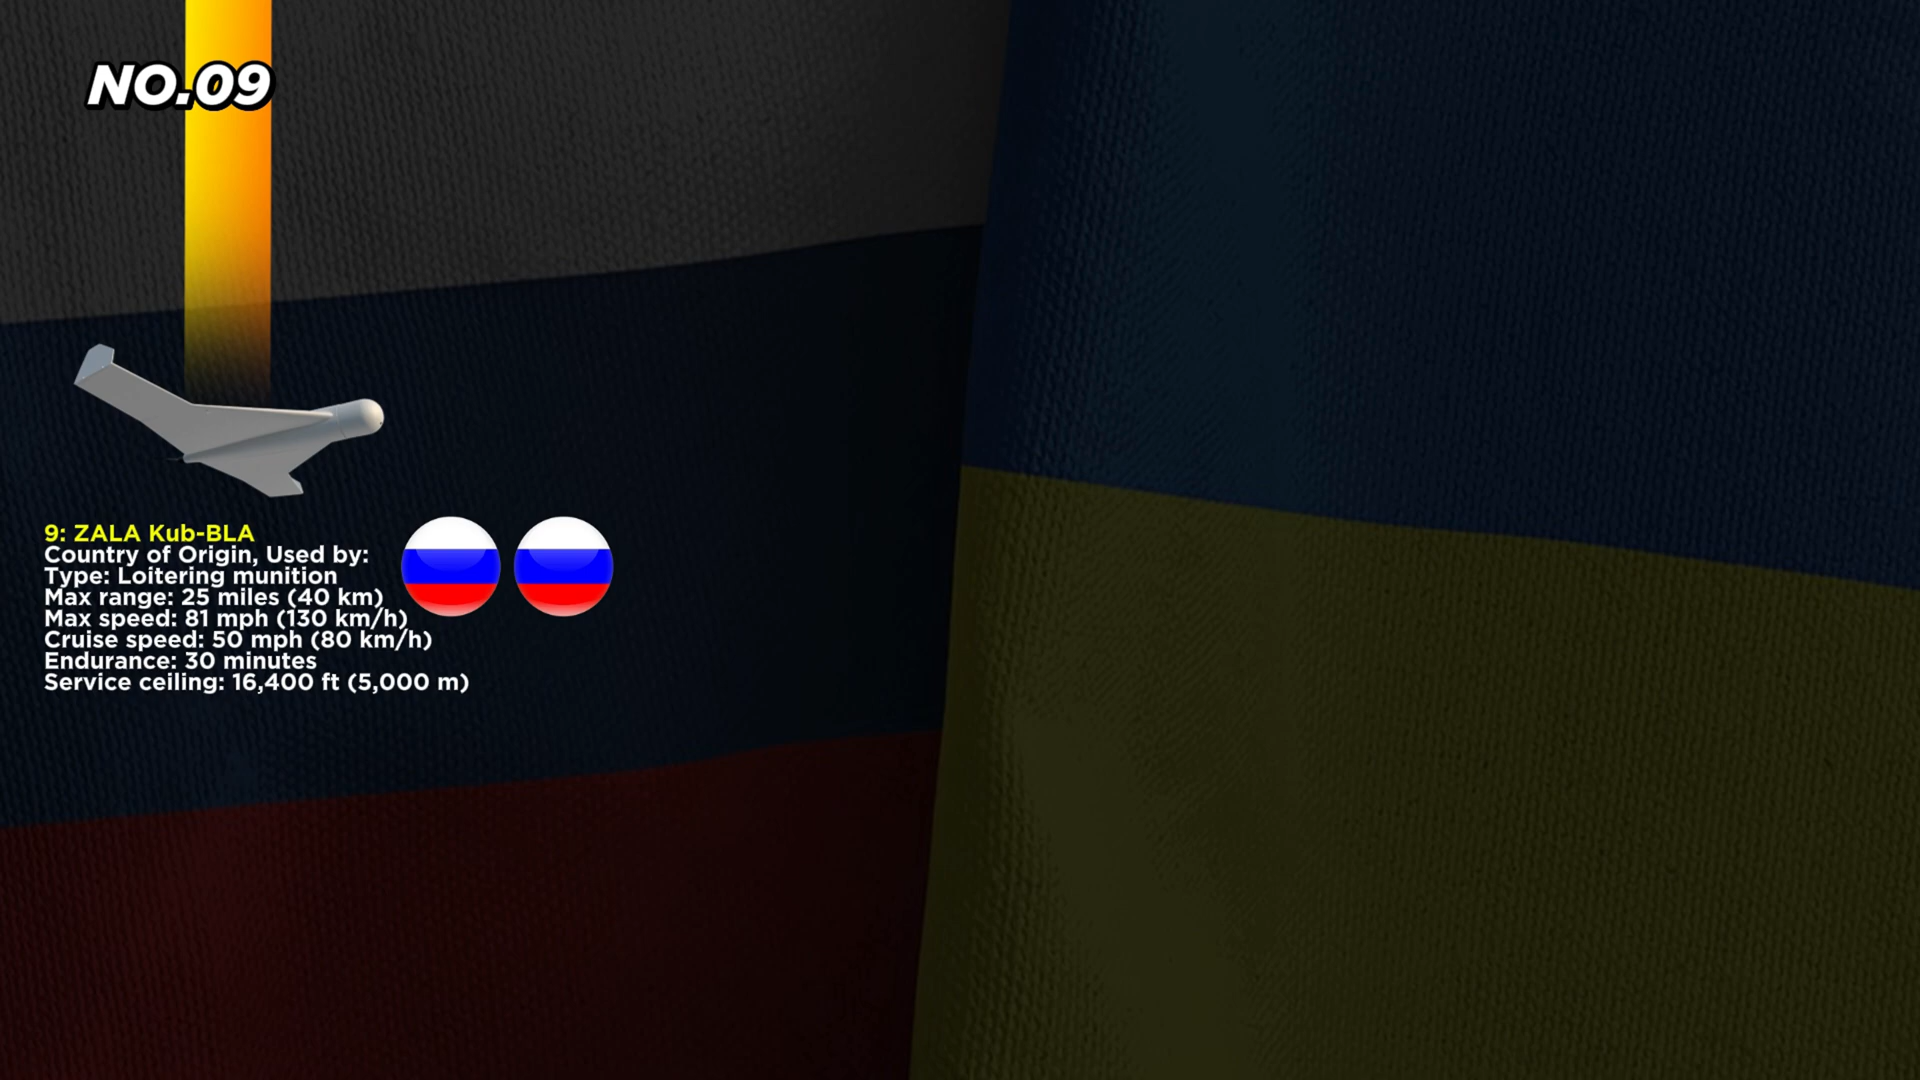 NO.09
9: ZALA Kub-BLA
Country of Origin, Used by:
Type: Loitering munition
Max range: 25 miles (40 km)
Max speed: 81 mph (130 km/h)
Cruise speed: 50 mph (80 km/h)
Endurance: 30 minutes
Service ceiling: 16,400 ft (5,000 m)